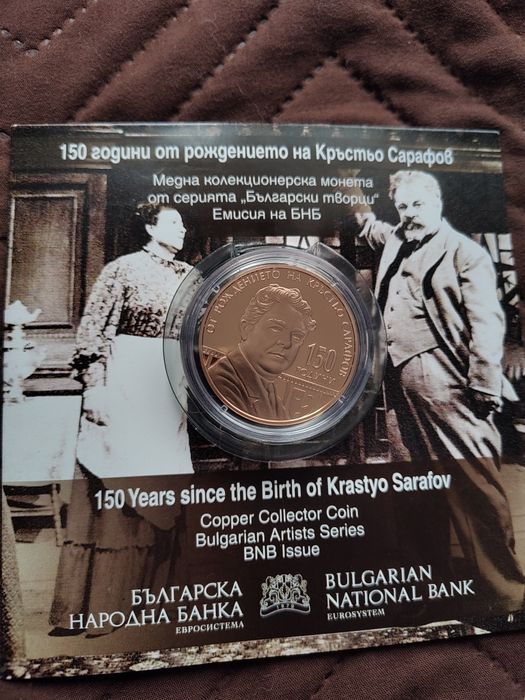 150 години от рождението на Кръстьо Сарафов
Медна колекционерска монета
от серията „Български творци“
Емисия на БНБ
ОТ РОЖДЕНИЕТО НА КРЪСТЬО САРАФОВ
150
ГОДИНИ
150 Years since the Birth of Krastyo Sarafov
Copper Collector Coin
Bulgarian Artists Series
BNB Issue
БЪЛГАРСКА
НАРОДНА БАНКА
ЕВРОСИСТЕМА
BULGARIAN
NATIONAL BANK
EUROSYSTEM